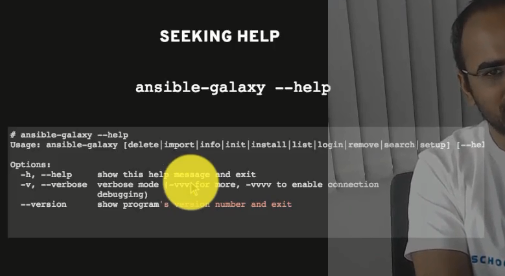 SEEKING HELP
ansible-galaxy --help
# ansible-galaxy --help
Usage: ansible-galaxy [delete|import|info|init|install|list|login|remove|search|setup] [--hel
Options:
-h, --help show this help message and exit
-v, --verbose verbose mode (-vvv for more, -vvvv to enable connection
debugging)
--version show program's version number and exit
SCHO